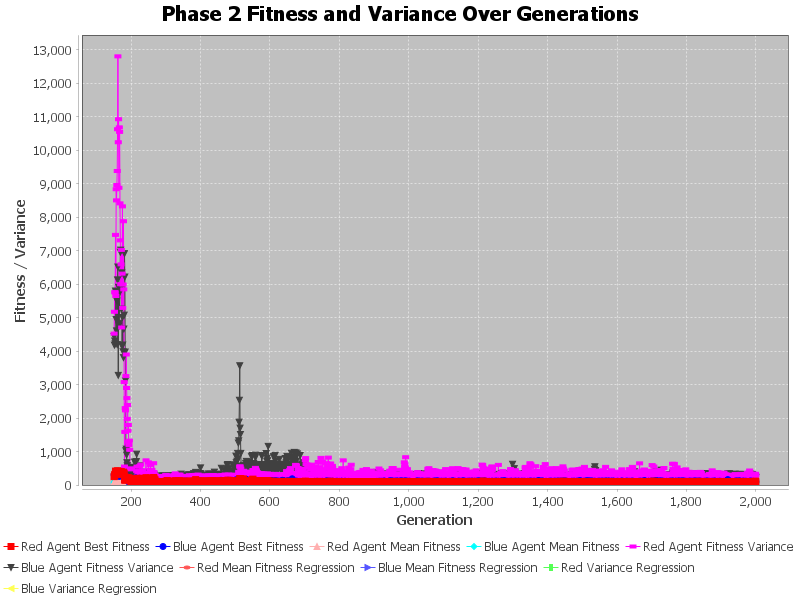 Phase 2 Fitness and Variance Over Generations
13,000
12,000
11,000
10,000
9,000
8,000
7,000
6,000
5,000
4,000
3,000
2,000
1,000
0
Fitness / Variance
200 400 600 800 1,000 1,200 1,400 1,600 1,800 2,000
Generation
Red Agent Best Fitness Blue Agent Best Fitness Red Agent Mean Fitness Blue Agent Mean Fitness Red Agent Fitness Variance
Blue Agent Fitness Variance Red Mean Fitness Regression Blue Mean Fitness Regression Red Variance Regression
Blue Variance Regression